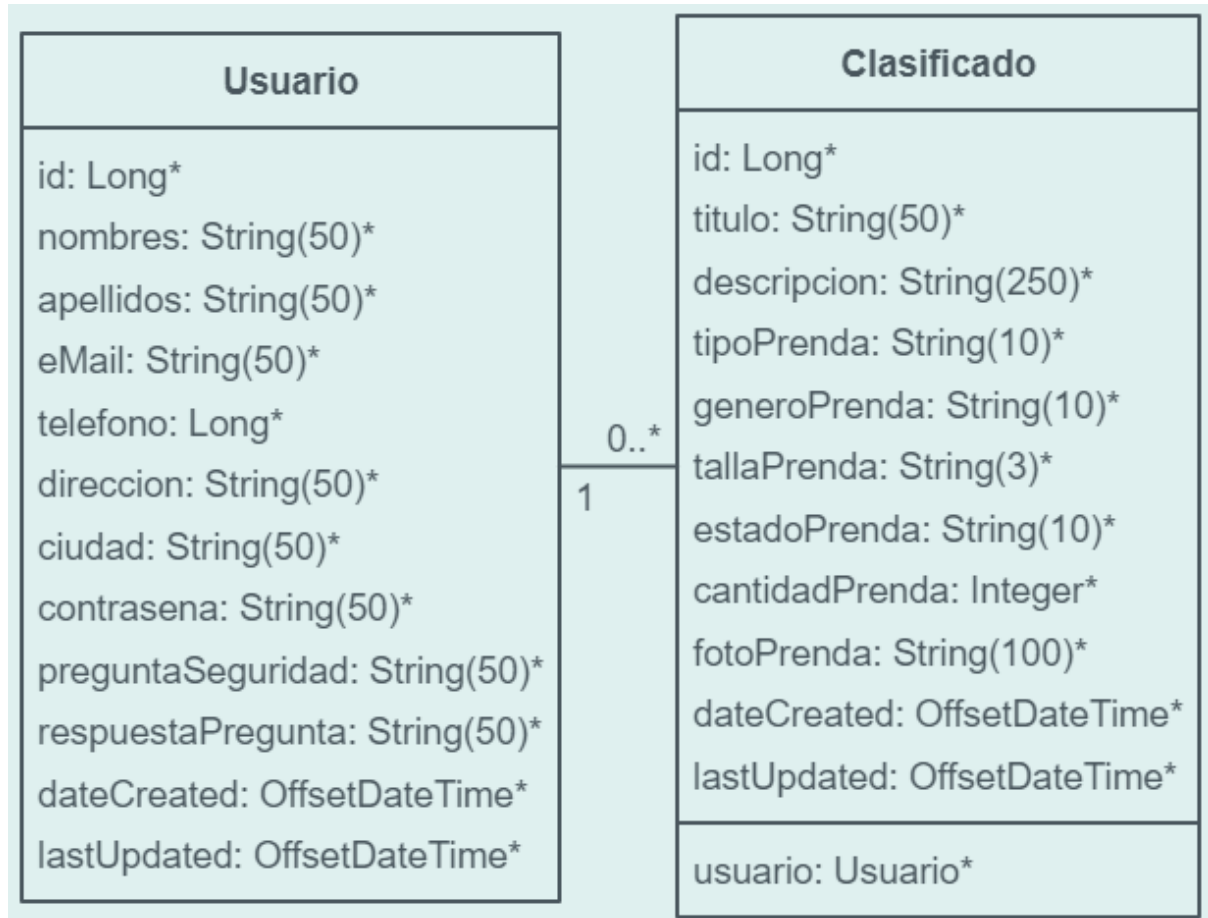 Usuario
id: Long*
nombres: String(50)*
apellidos: String(50)*
eMail: String(50)*
telefono: Long*
direccion: String(50)*
ciudad: String(50)*
contrasena: String(50)*
preguntaSeguridad: String(50)*
respuestaPregunta: String(50)*
dateCreated: OffsetDateTime*
lastUpdated: OffsetDateTime*
0..*
1
Clasificado
id: Long*
titulo: String(50)*
descripcion: String(250)*
tipoPrenda: String(10)*
generoPrenda: String(10)*
tallaPrenda: String(3)*
estadoPrenda: String(10)*
cantidadPrenda: Integer*
fotoPrenda: String(100)*
dateCreated: OffsetDateTime*
lastUpdated: OffsetDateTime*
usuario: Usuario*